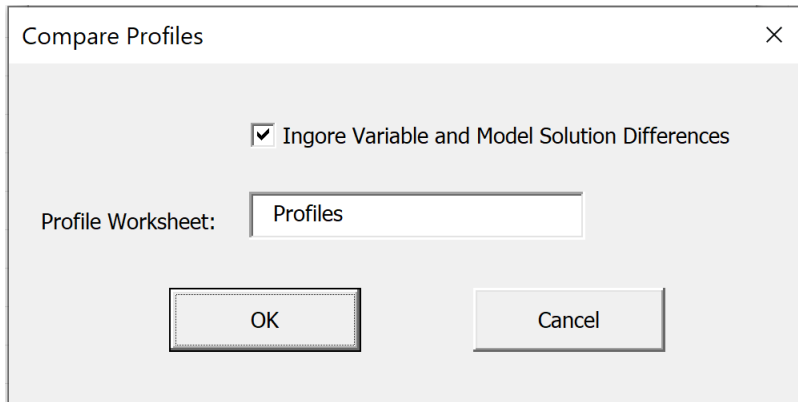 Compare Profiles
Ingore Variable and Model Solution Differences
Profile Worksheet: Profiles
OK Cancel